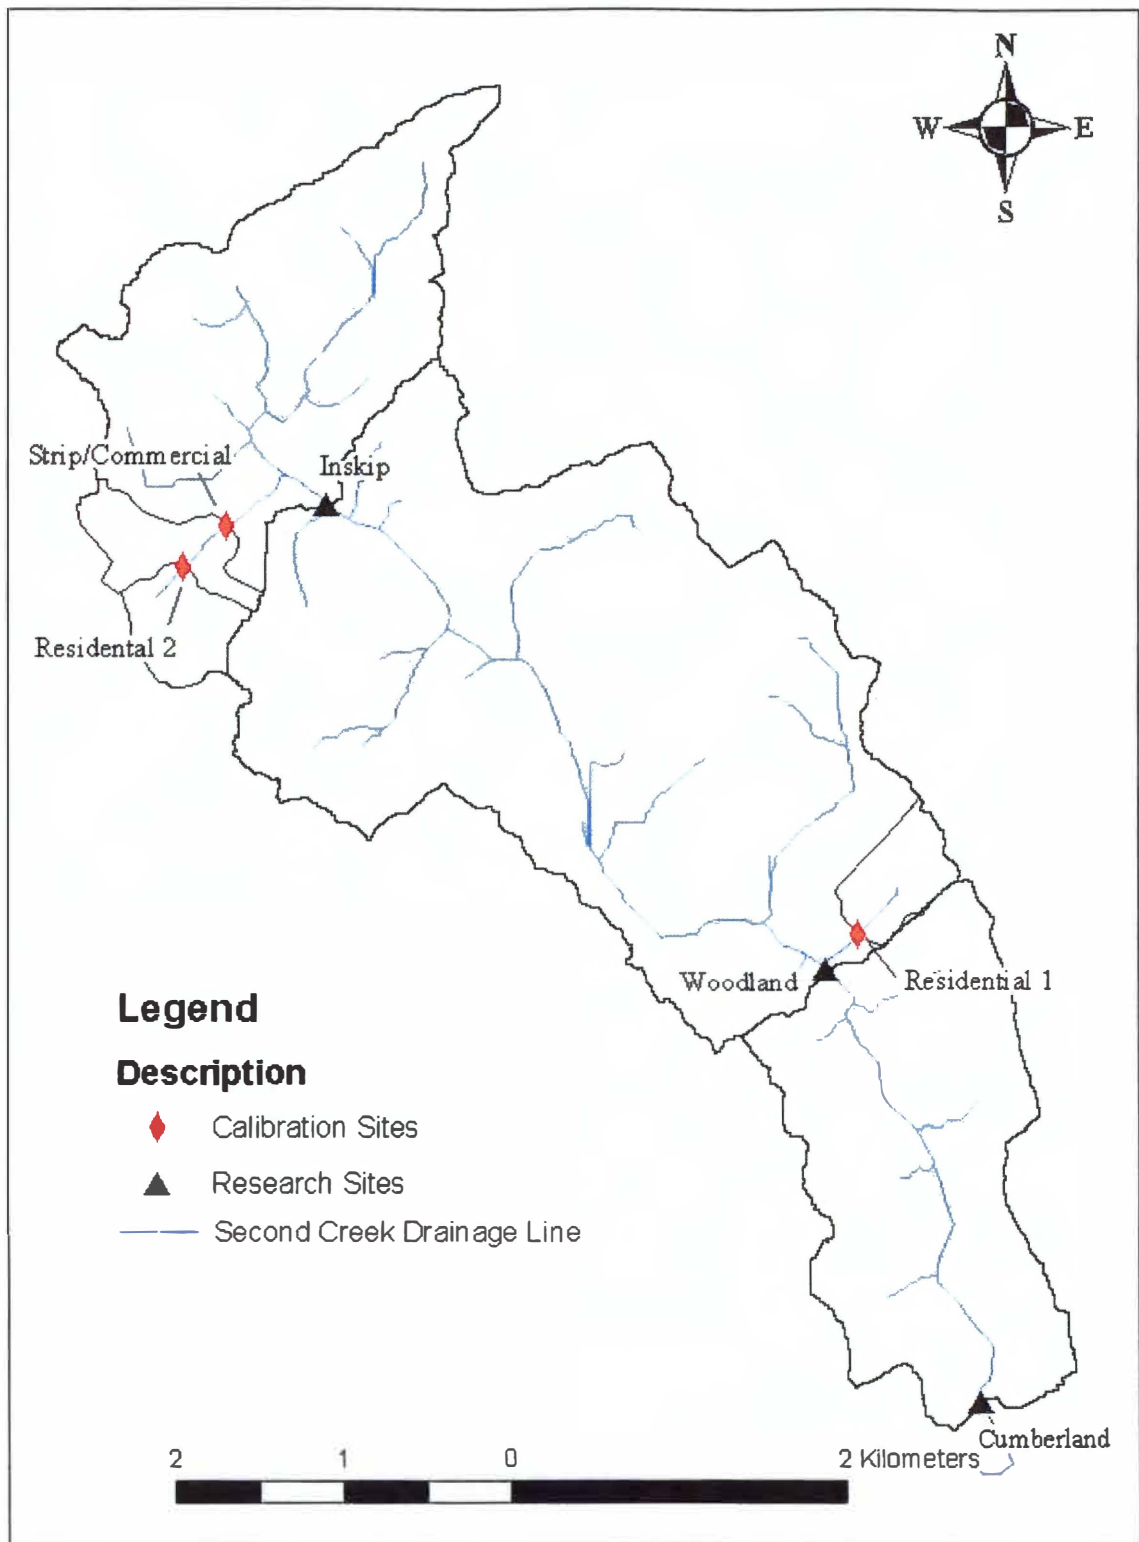 N
W E
S
Strip/Commercial
Inskip
Residental 2
Woodland
Residential 1
Legend
Description
Calibration Sites
Research Sites
Second Creek Drainage Line
Cumberland
2 1 0 2 Kilometers